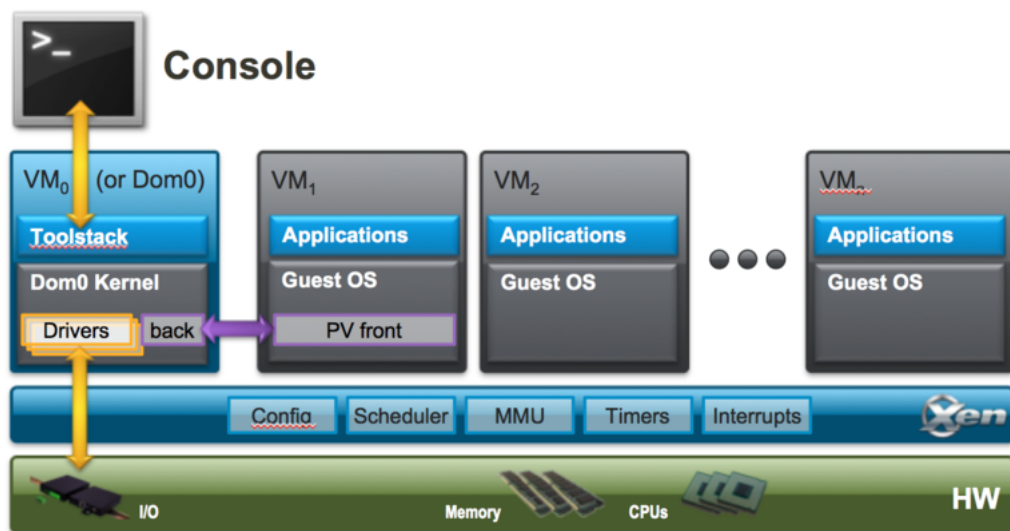 >_
Console
VM0 (or Dom0)
VM1
VM2
VMn
Toolstack
Applications
Applications
Applications
Dom0 Kernel
Guest OS
Guest OS
Guest OS
Drivers
back
PV front
Config
Scheduler
MMU
Timers
Interrupts
Xen
I/O
Memory
CPUs
HW